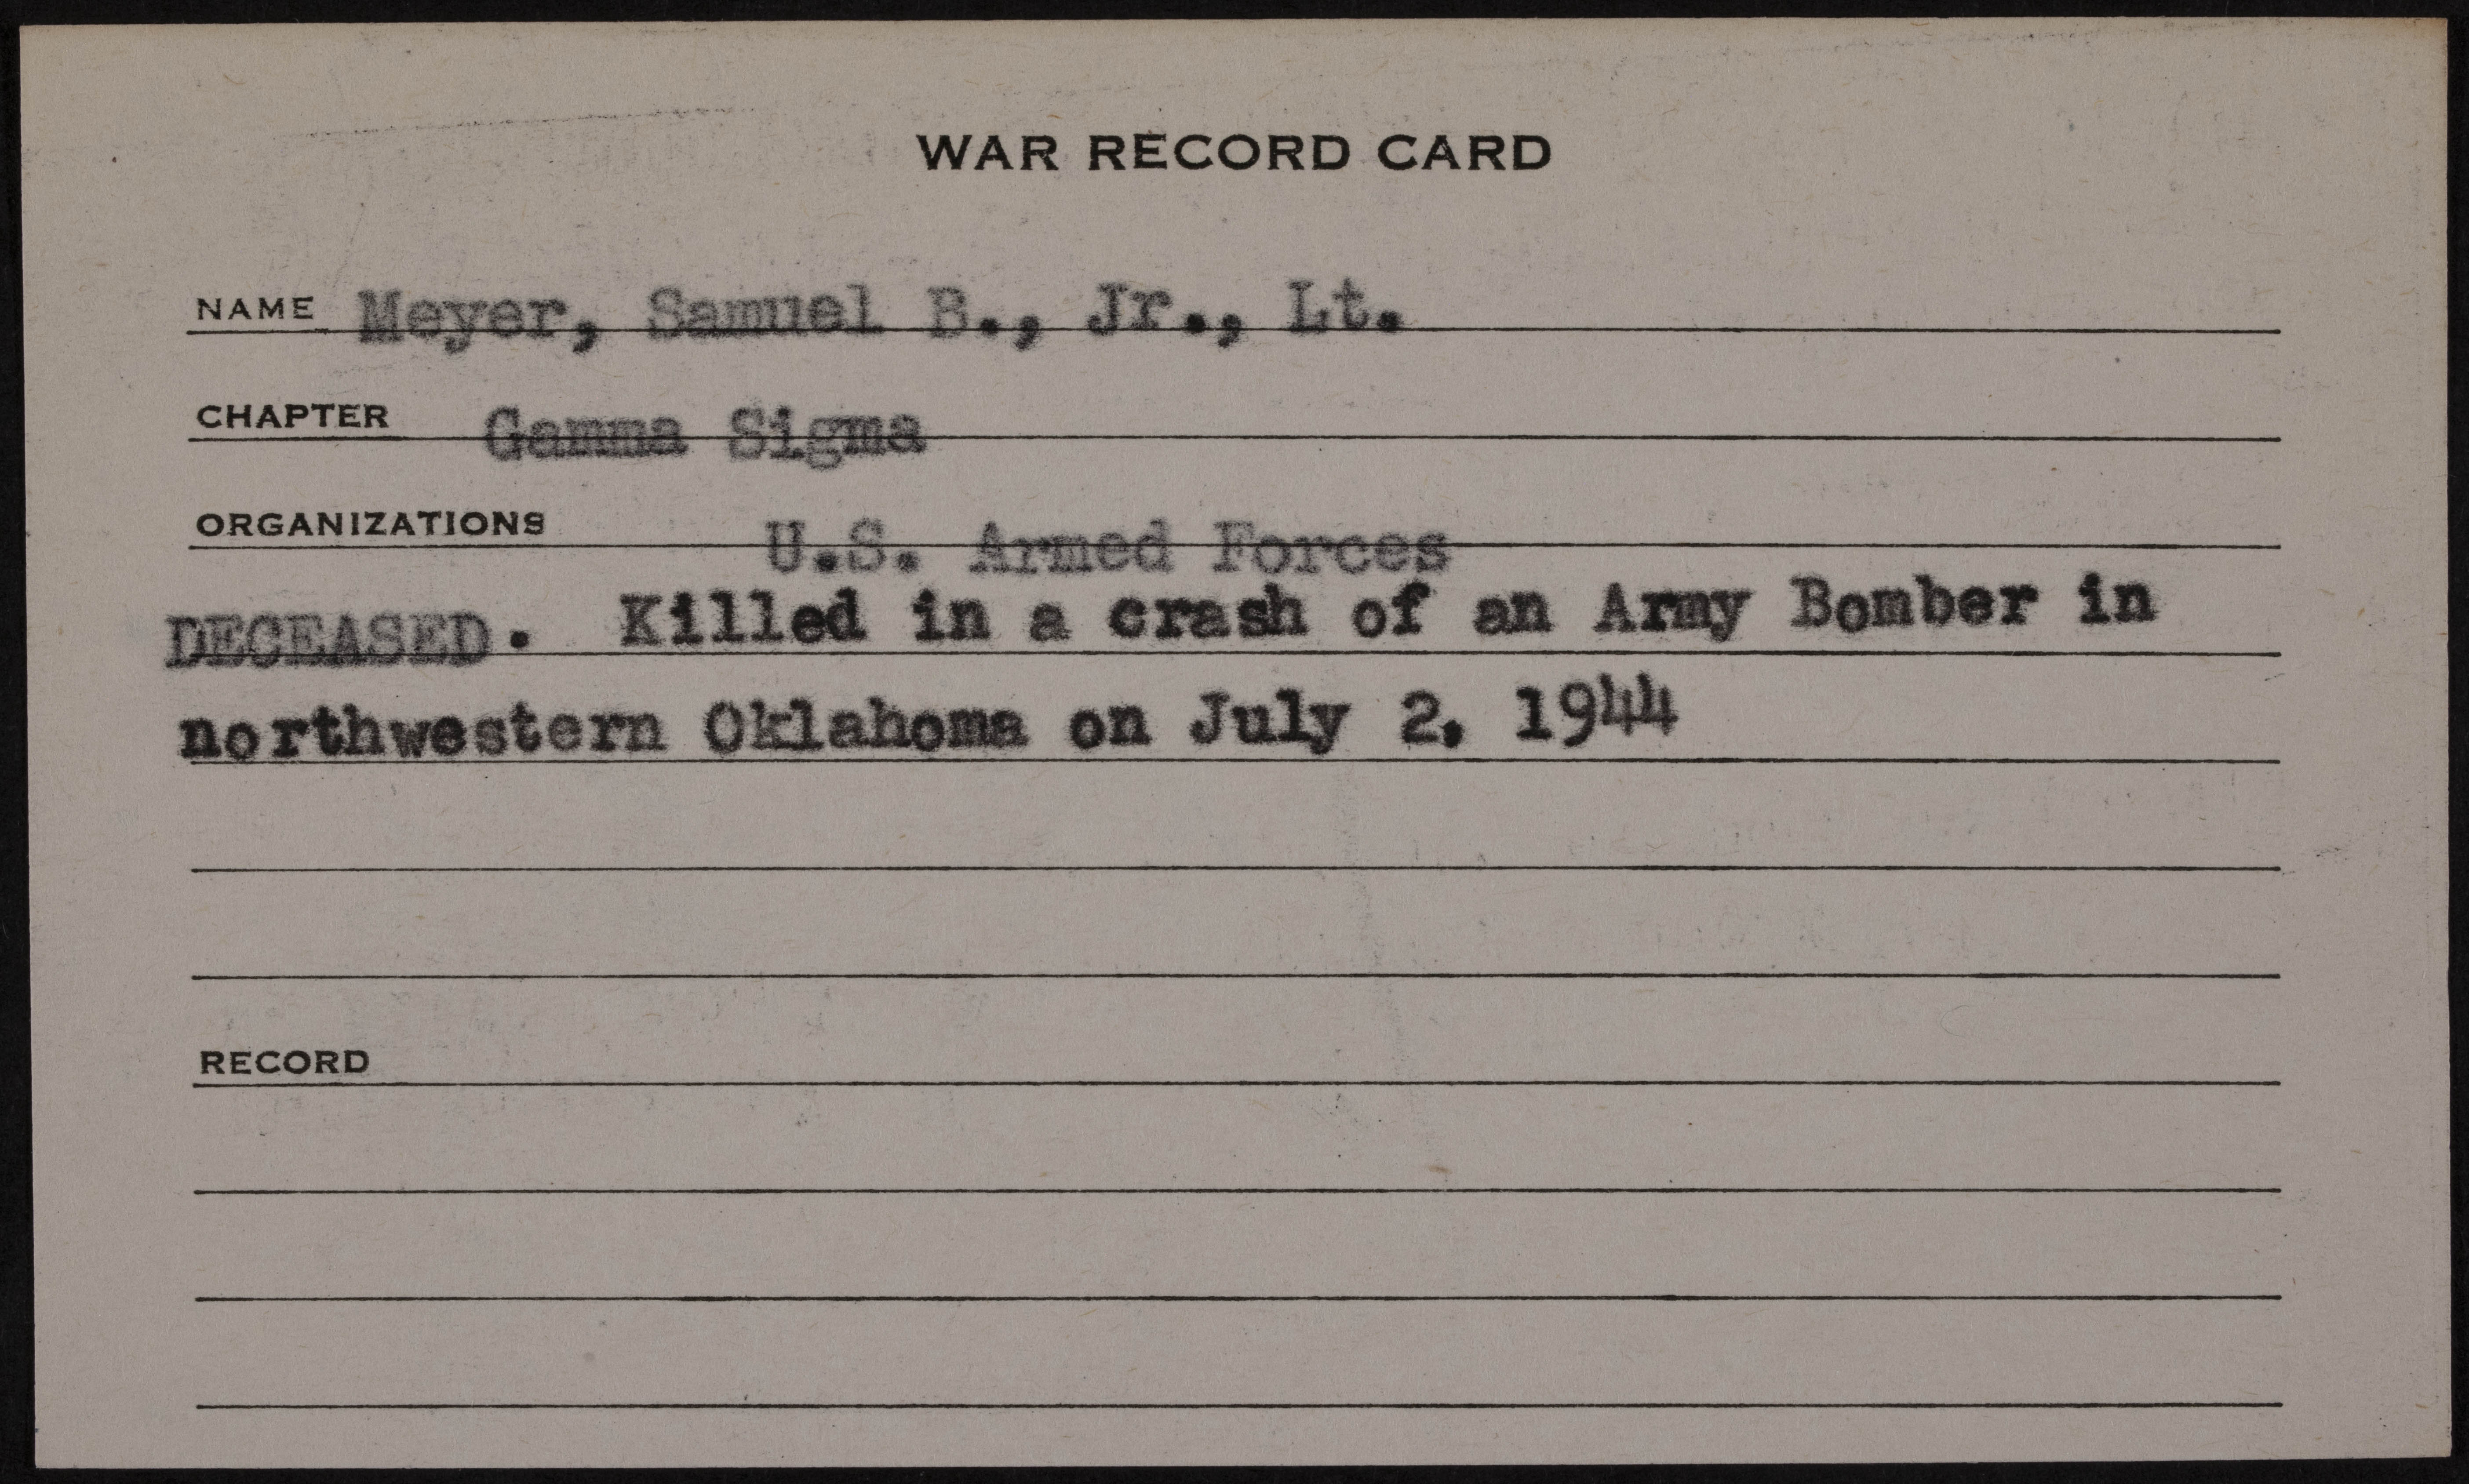 WAR RECORD CARD
NAME Meyer, Samuel B., Jr., Lt.
CHAPTER Gamma Sigma
ORGANIZATIONS U.S. Armed Forces
DECEASED. Killed in a crash of an Army Bomber in
northwestern Oklahoma on July 2, 1944
RECORD